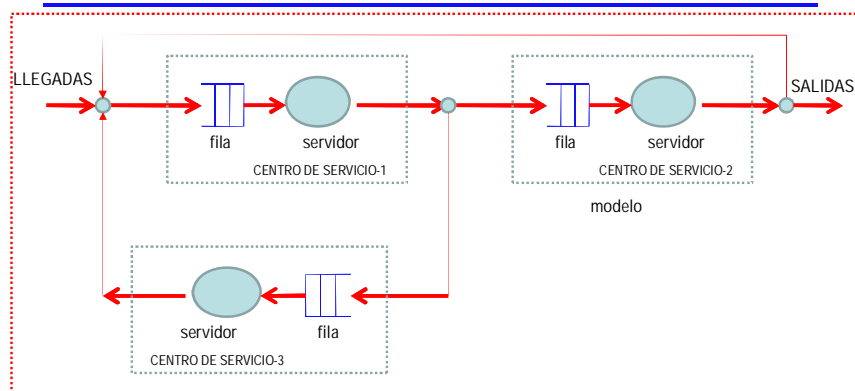 LLEGADAS
SALIDAS
fila
servidor
CENTRO DE SERVICIO-1
fila
servidor
CENTRO DE SERVICIO-2
modelo
servidor
fila
CENTRO DE SERVICIO-3